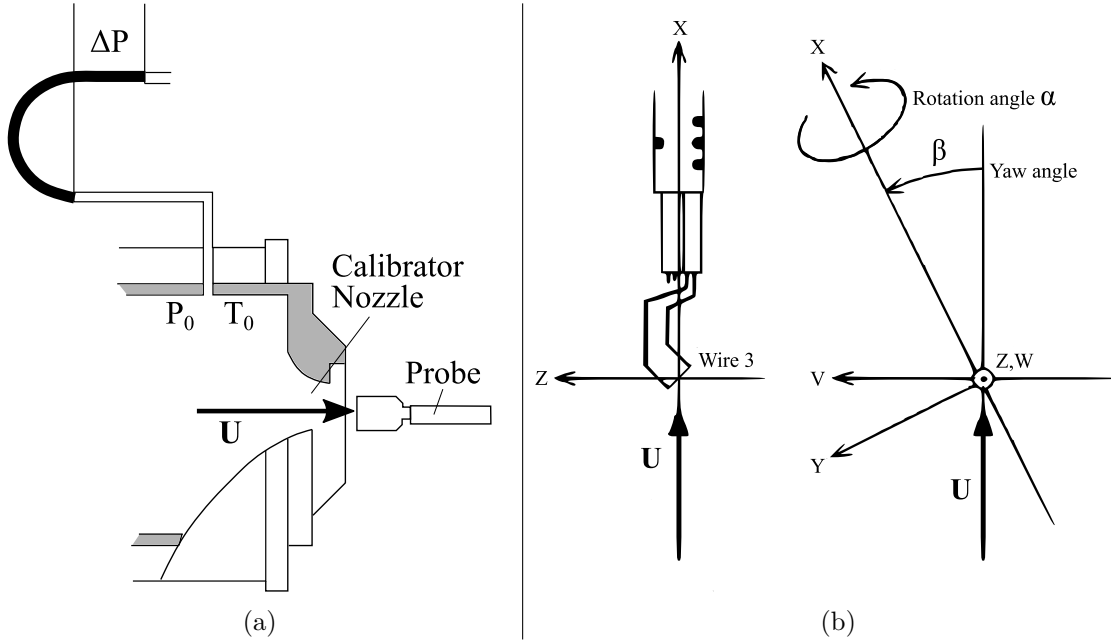 ΔP
Calibrator
Nozzle
P₀ T₀
Probe
U
(a)
X
Wire 3
Z
U
X
Rotation angle α
β
Yaw angle
Z,W
V
Y
U
(b)